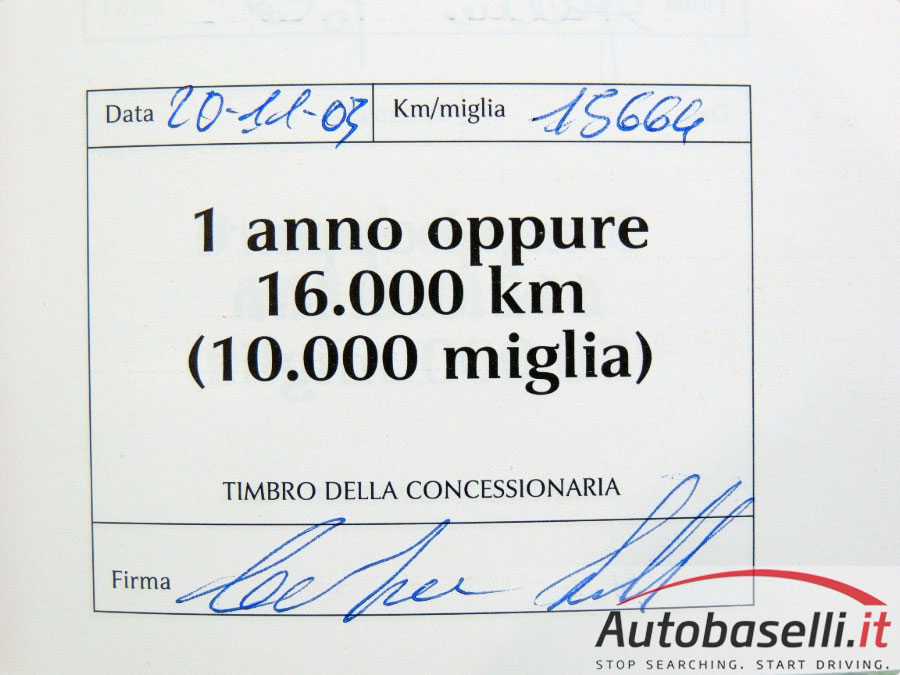 Data 20-11-03 Km/miglia 15664
1 anno oppure
16.000 km
(10.000 miglia)
TIMBRO DELLA CONCESSIONARIA
Firma
Autobaselli.it
STOP SEARCHING. START DRIVING.